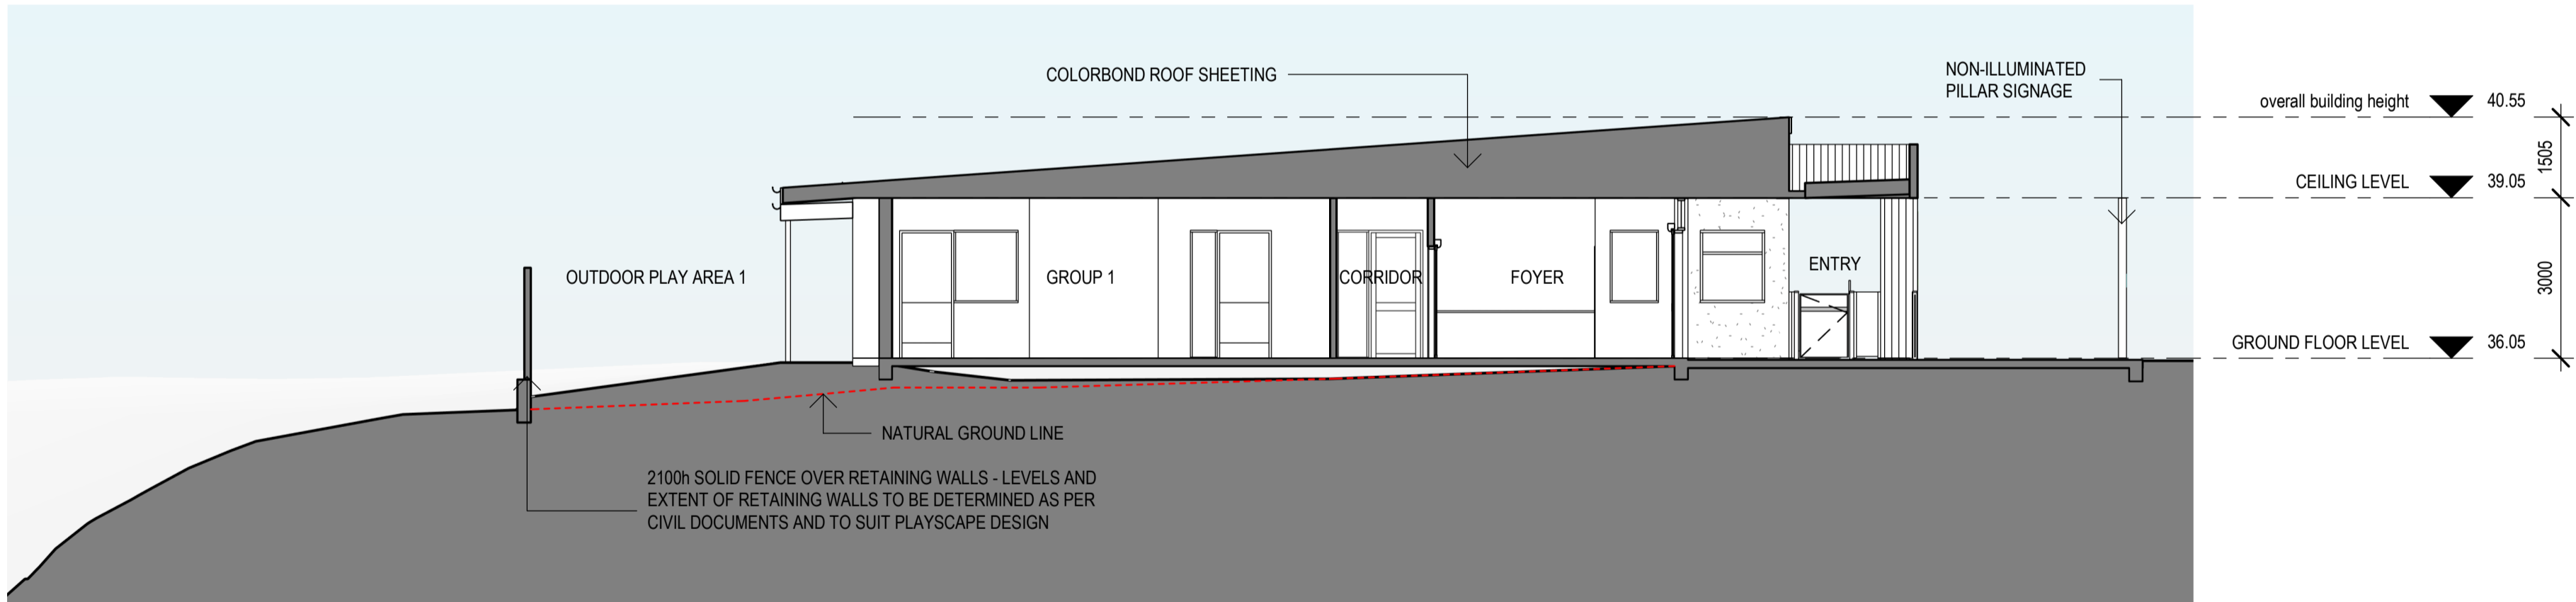 COLORBOND ROOF SHEETING
NON-ILLUMINATED
PILLAR SIGNAGE
overall building height 40.55
1505
CEILING LEVEL 39.05
OUTDOOR PLAY AREA 1
GROUP 1
CORRIDOR
FOYER
ENTRY
3000
GROUND FLOOR LEVEL 36.05
NATURAL GROUND LINE
2100h SOLID FENCE OVER RETAINING WALLS - LEVELS AND
EXTENT OF RETAINING WALLS TO BE DETERMINED AS PER
CIVIL DOCUMENTS AND TO SUIT PLAYSCAPE DESIGN